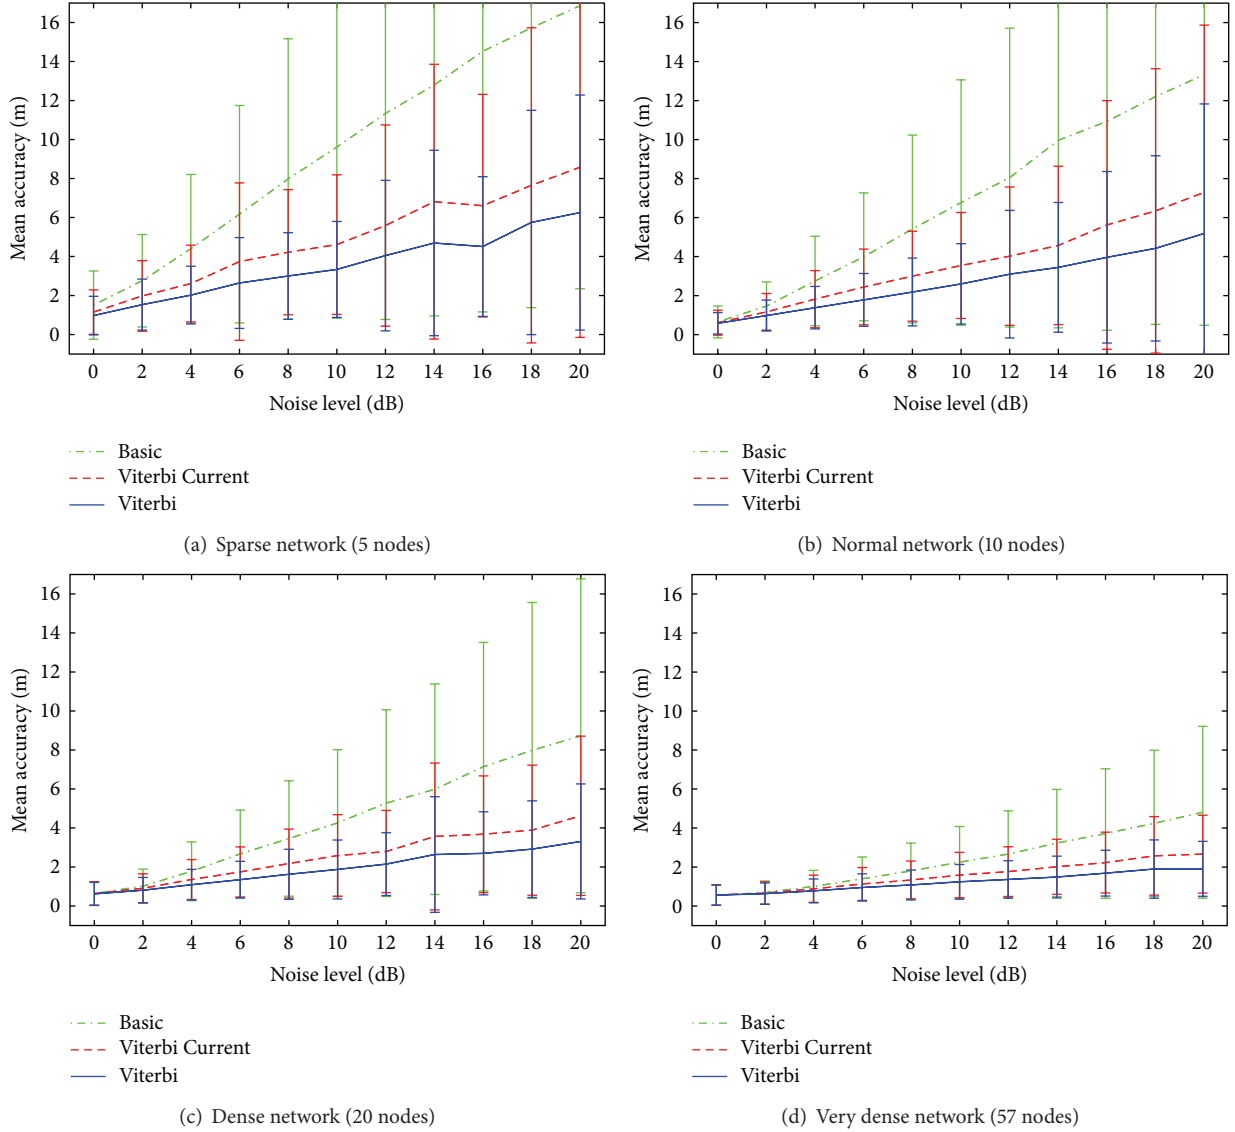 16
14
12
10
8
6
4
2
0
Mean accuracy (m)
0 2 4 6 8 10 12 14 16 18 20
Noise level (dB)
Basic
Viterbi Current
Viterbi
(a) Sparse network (5 nodes)
16
14
12
10
8
6
4
2
0
Mean accuracy (m)
0 2 4 6 8 10 12 14 16 18 20
Noise level (dB)
Basic
Viterbi Current
Viterbi
(b) Normal network (10 nodes)
16
14
12
10
8
6
4
2
0
Mean accuracy (m)
0 2 4 6 8 10 12 14 16 18 20
Noise level (dB)
Basic
Viterbi Current
Viterbi
(c) Dense network (20 nodes)
16
14
12
10
8
6
4
2
0
Mean accuracy (m)
0 2 4 6 8 10 12 14 16 18 20
Noise level (dB)
Basic
Viterbi Current
Viterbi
(d) Very dense network (57 nodes)